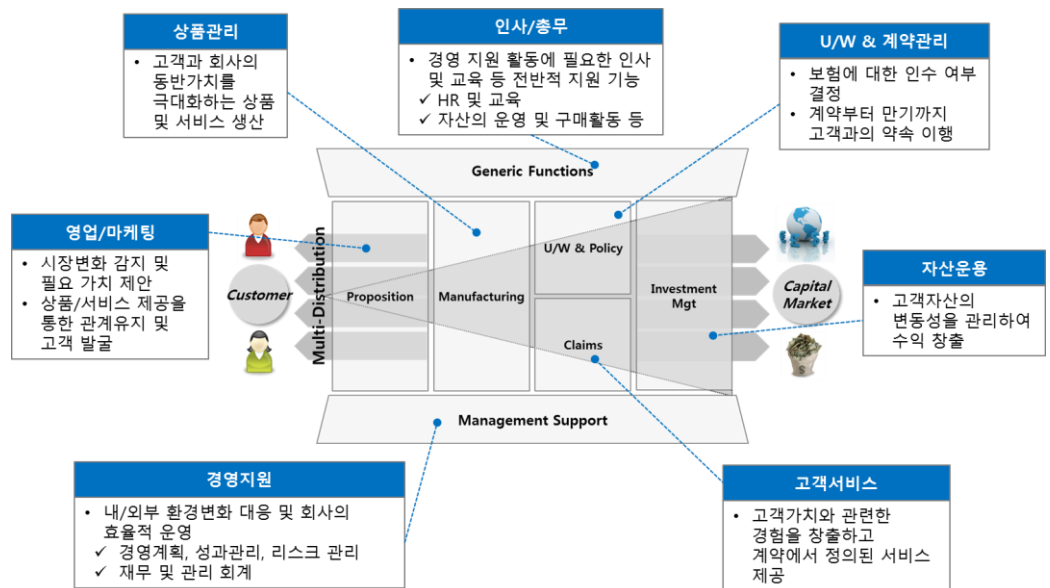 상품관리
• 고객과 회사의
동반가치를
극대화하는 상품
및 서비스 생산
인사/총무
• 경영 지원 활동에 필요한 인사
및 교육 등 전반적 지원 기능
✓ HR 및 교육
✓ 자산의 운영 및 구매활동 등
U/W & 계약관리
• 보험에 대한 인수 여부
결정
• 계약부터 만기까지
고객과의 약속 이행
Generic Functions
영업/마케팅
• 시장변화 감지 및
필요 가치 제안
• 상품/서비스 제공을
통한 관계유지 및
고객 발굴
Customer
Multi-Distribution
Proposition
Manufacturing
U/W & Policy
Claims
Investment
Mgt
Capital
Market
자산운용
• 고객자산의
변동성을 관리하여
수익 창출
Management Support
경영지원
• 내/외부 환경변화 대응 및 회사의
효율적 운영
✓ 경영계획, 성과관리, 리스크 관리
✓ 재무 및 관리 회계
고객서비스
• 고객가치와 관련한
경험을 창출하고
계약에서 정의된 서비스
제공